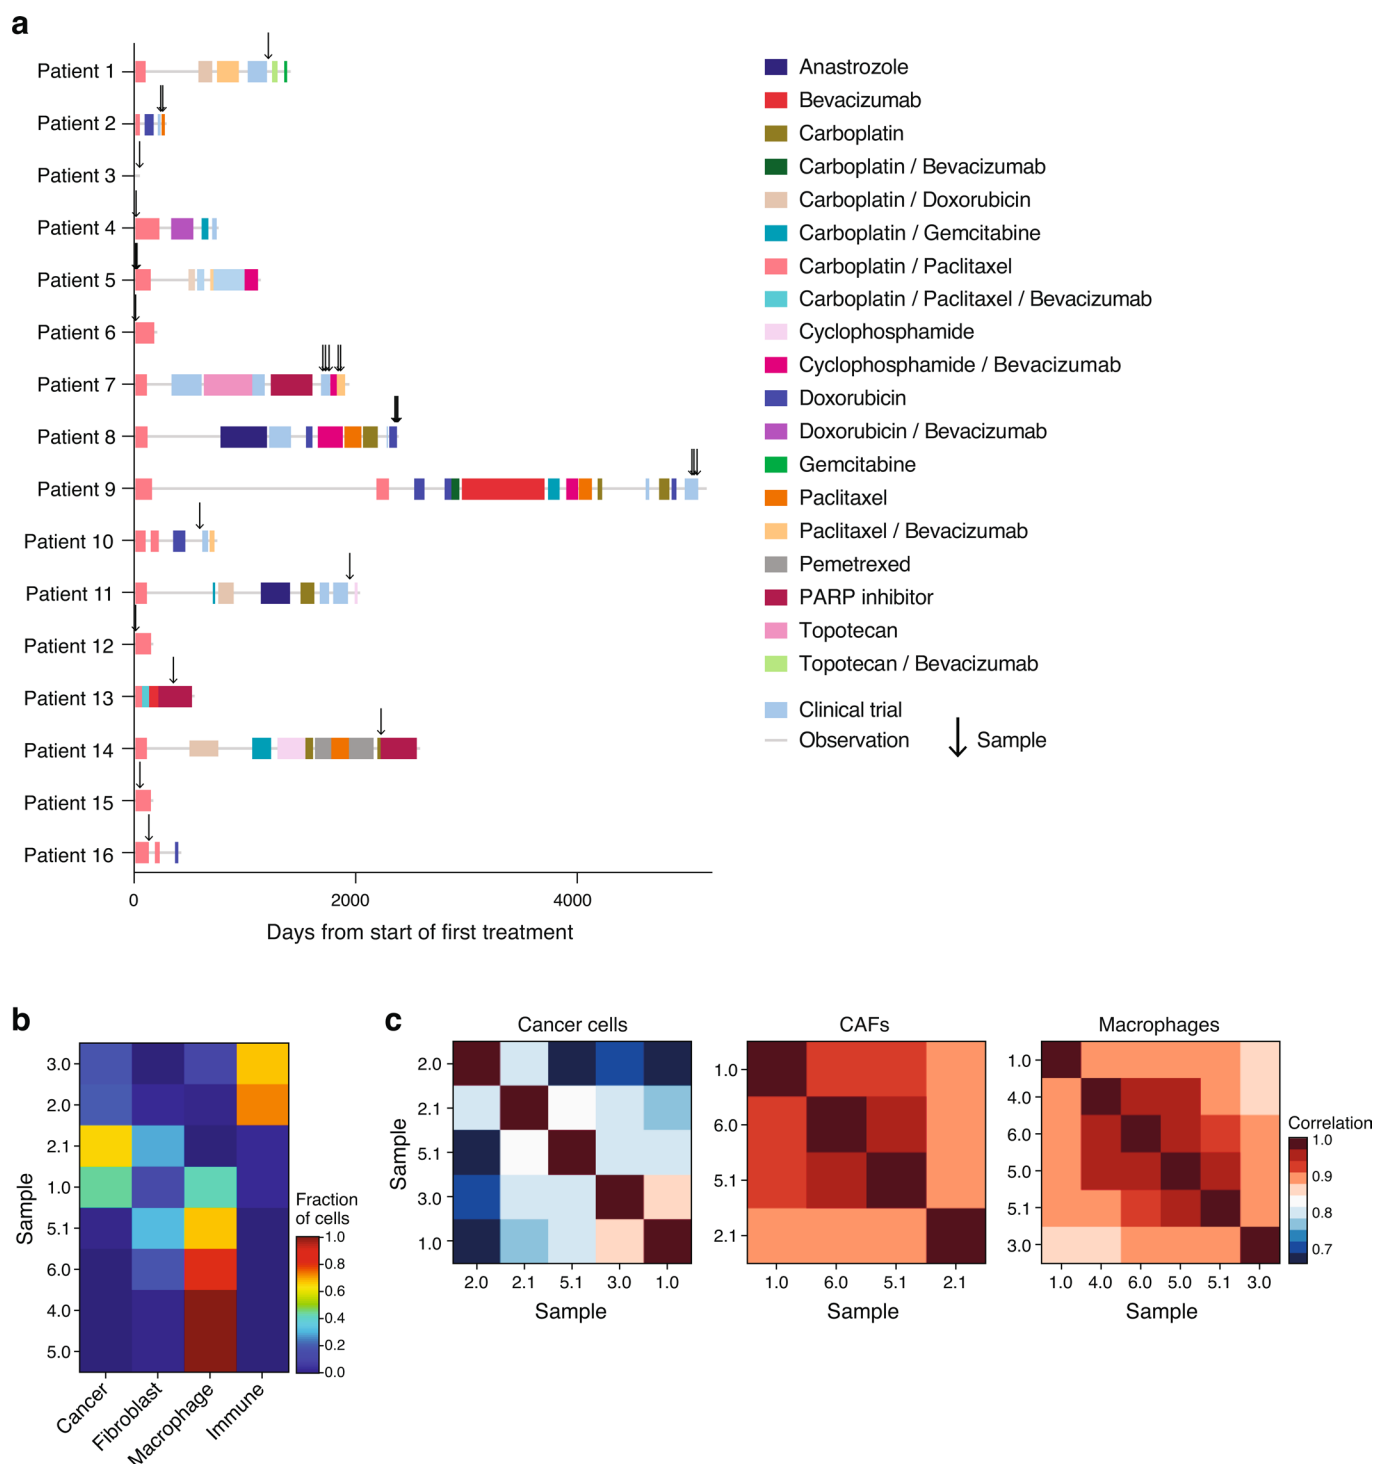 a
Patient 1
Patient 2
Patient 3
Patient 4
Patient 5
Patient 6
Patient 7
Patient 8
Patient 9
Patient 10
Patient 11
Patient 12
Patient 13
Patient 14
Patient 15
Patient 16
0 2000 4000
Days from start of first treatment
Anastrozole
Bevacizumab
Carboplatin
Carboplatin / Bevacizumab
Carboplatin / Doxorubicin
Carboplatin / Gemcitabine
Carboplatin / Paclitaxel
Carboplatin / Paclitaxel / Bevacizumab
Cyclophosphamide
Cyclophosphamide / Bevacizumab
Doxorubicin
Doxorubicin / Bevacizumab
Gemcitabine
Paclitaxel
Paclitaxel / Bevacizumab
Pemetrexed
PARP inhibitor
Topotecan
Topotecan / Bevacizumab
Clinical trial
Observation
Sample
b
Sample
3.0
2.0
2.1
1.0
5.1
6.0
4.0
5.0
Cancer
Fibroblast
Macrophage
Immune
Fraction
of cells
1.0
0.8
0.6
0.4
0.2
0.0
c
Cancer cells
Sample
2.0
2.1
5.1
3.0
1.0
2.0 2.1 5.1 3.0 1.0
Sample
CAFs
1.0
6.0
5.1
2.1
1.0 6.0 5.1 2.1
Sample
Macrophages
1.0
4.0
6.0
5.0
5.1
3.0
1.0 4.0 6.0 5.0 5.1 3.0
Sample
Correlation
1.0
0.9
0.8
0.7